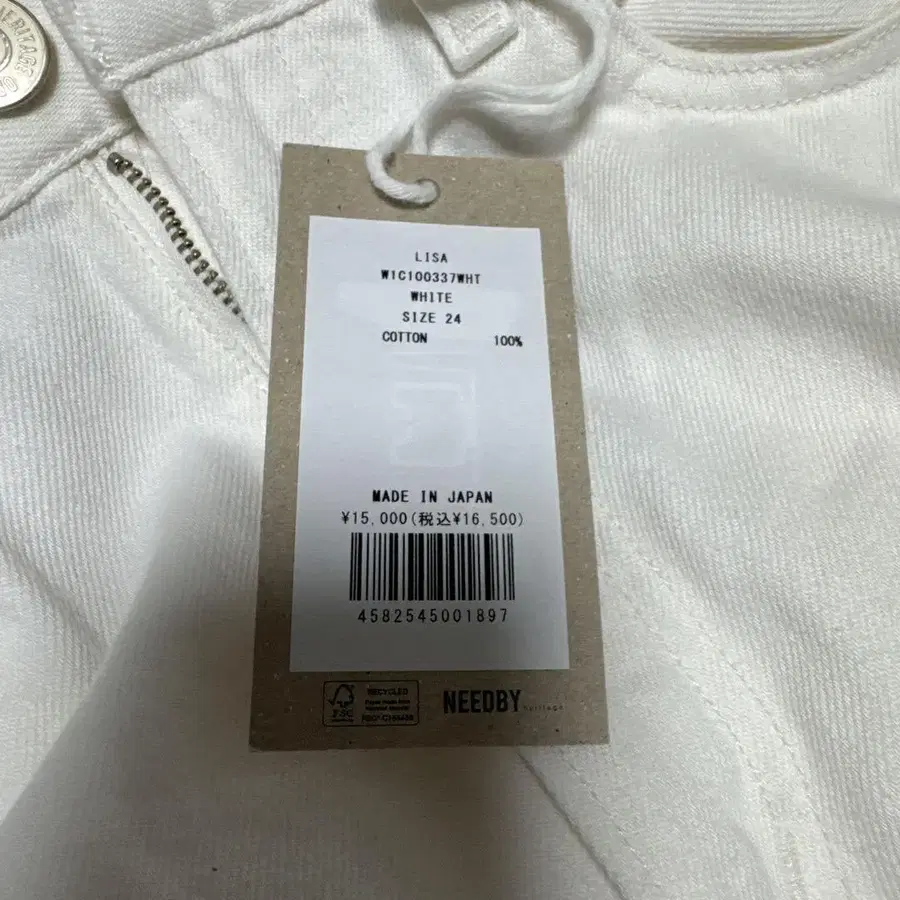 LISA
W1C100337WHT
WHITE
SIZE 24
COTTON 100%
MADE IN JAPAN
¥15,000(税込¥16,500)
4582545001897
FSC
RECYCLED
NEEDBY heritage